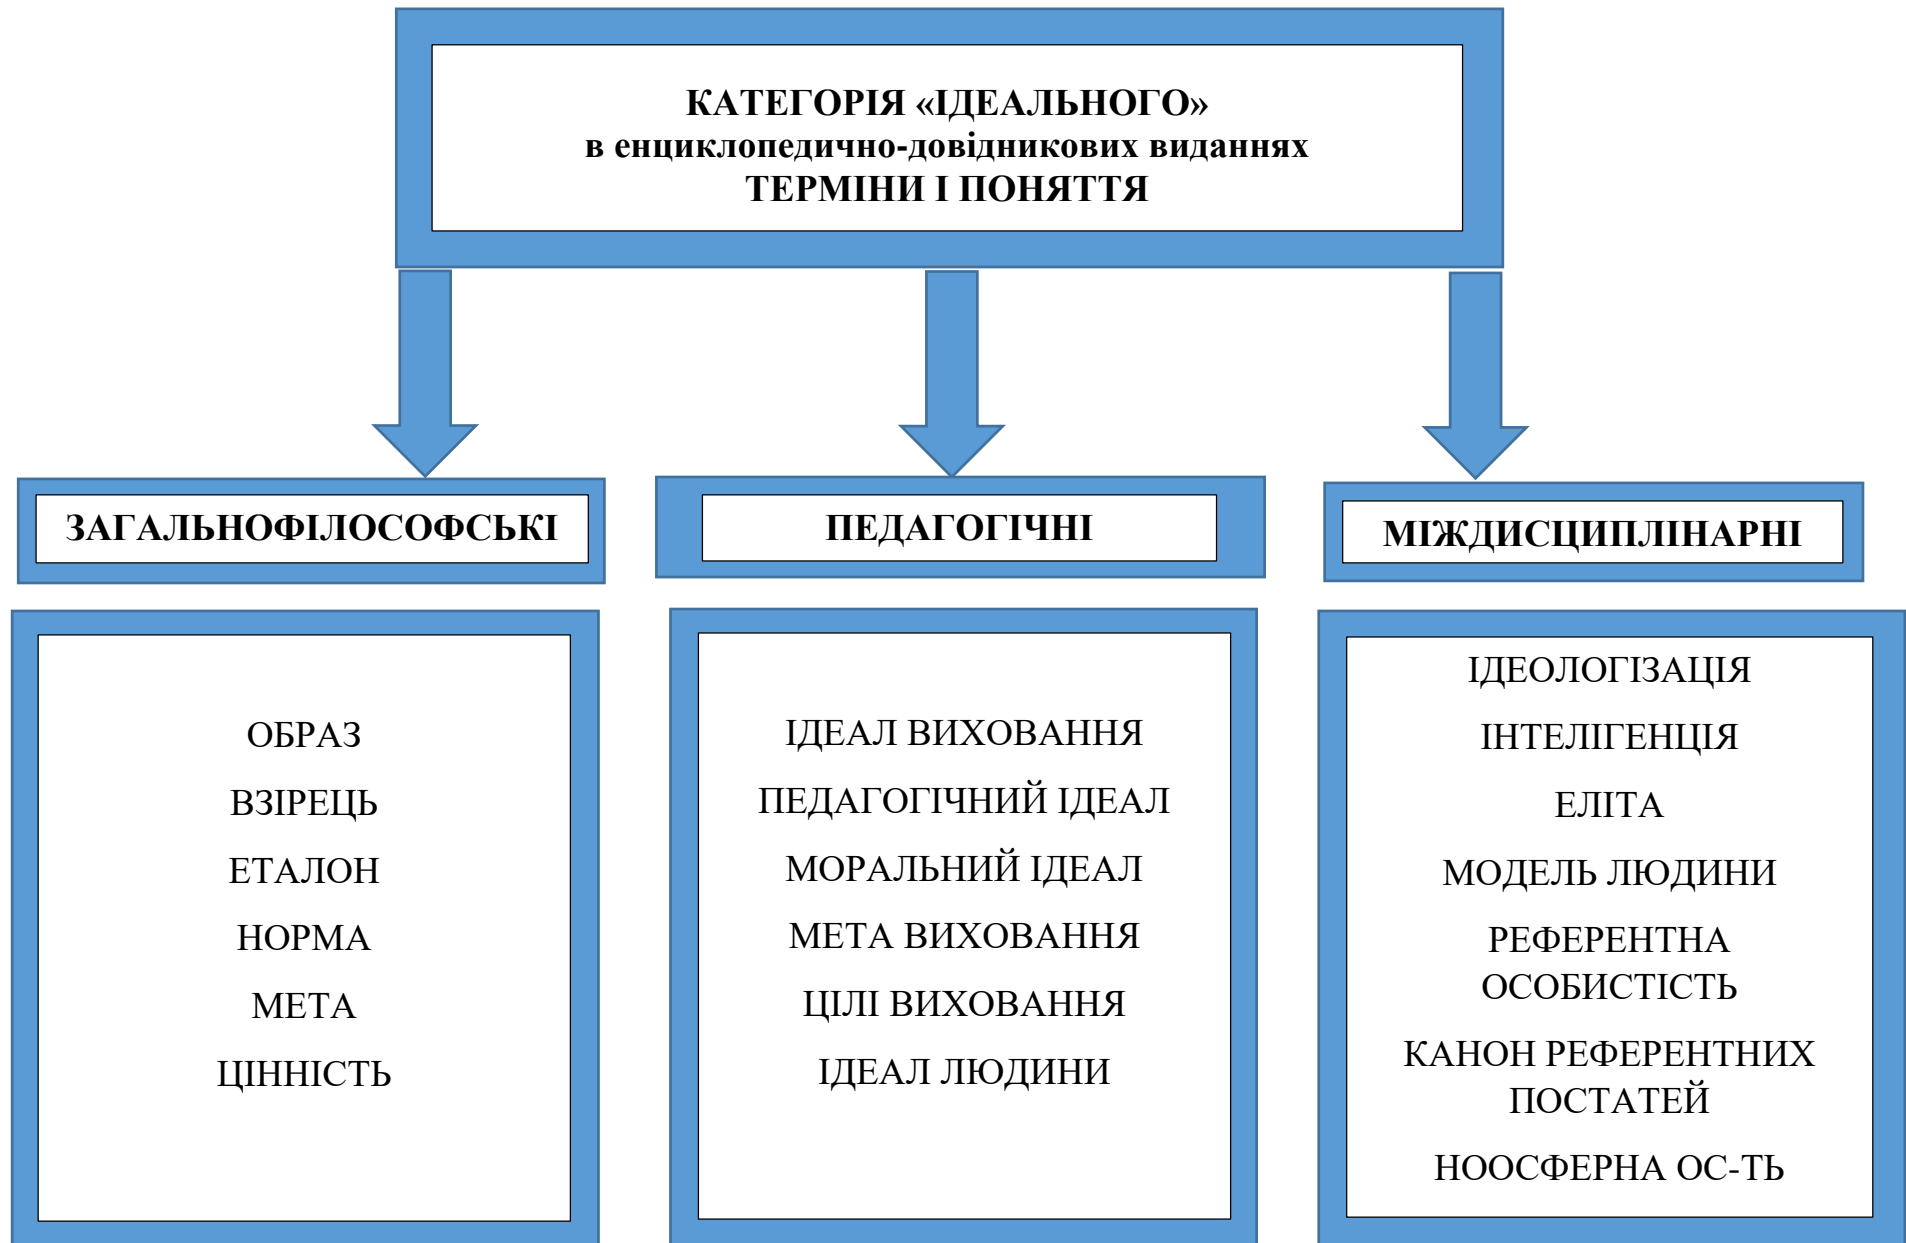 КАТЕГОРІЯ «ІДЕАЛЬНОГО»
в енциклопедично-довідникових виданнях
ТЕРМІНИ І ПОНЯТТЯ
ЗАГАЛЬНОФІЛОСОФСЬКІ
ОБРАЗ
ВЗІРЕЦЬ
ЕТАЛОН
НОРМА
МЕТА
ЦІННІСТЬ
ПЕДАГОГІЧНІ
ІДЕАЛ ВИХОВАННЯ
ПЕДАГОГІЧНИЙ ІДЕАЛ
МОРАЛЬНИЙ ІДЕАЛ
МЕТА ВИХОВАННЯ
ЦІЛІ ВИХОВАННЯ
ІДЕАЛ ЛЮДИНИ
МІЖДИСЦИПЛІНАРНІ
ІДЕОЛОГІЗАЦІЯ
ІНТЕЛІГЕНЦІЯ
ЕЛІТА
МОДЕЛЬ ЛЮДИНИ
РЕФЕРЕНТНА
ОСОБИСТІСТЬ
КАНОН РЕФЕРЕНТНИХ
ПОСТАТЕЙ
НООСФЕРНА ОС-ТЬ